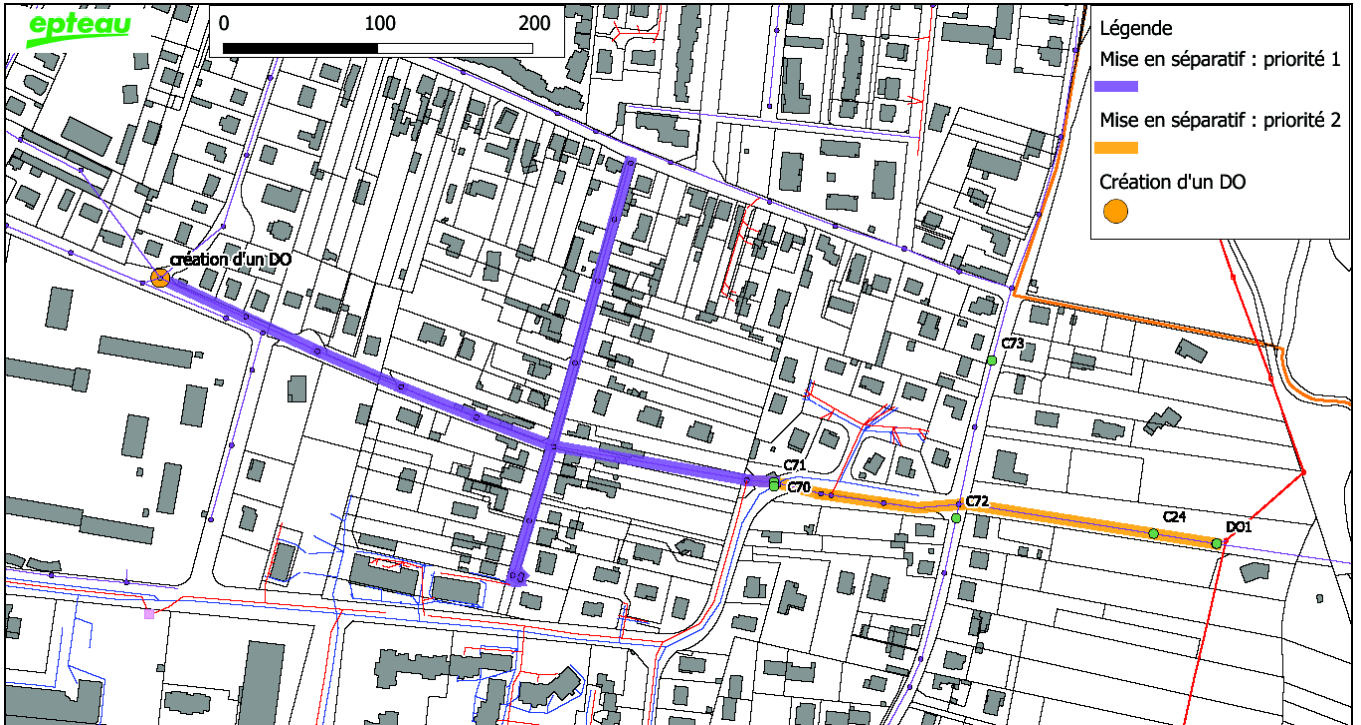 epteau
0 100 200
Légende
Mise en séparatif : priorité 1
Mise en séparatif : priorité 2
Création d'un DO
création d'un DO
C73
C71
C70
C72
C24
DO1